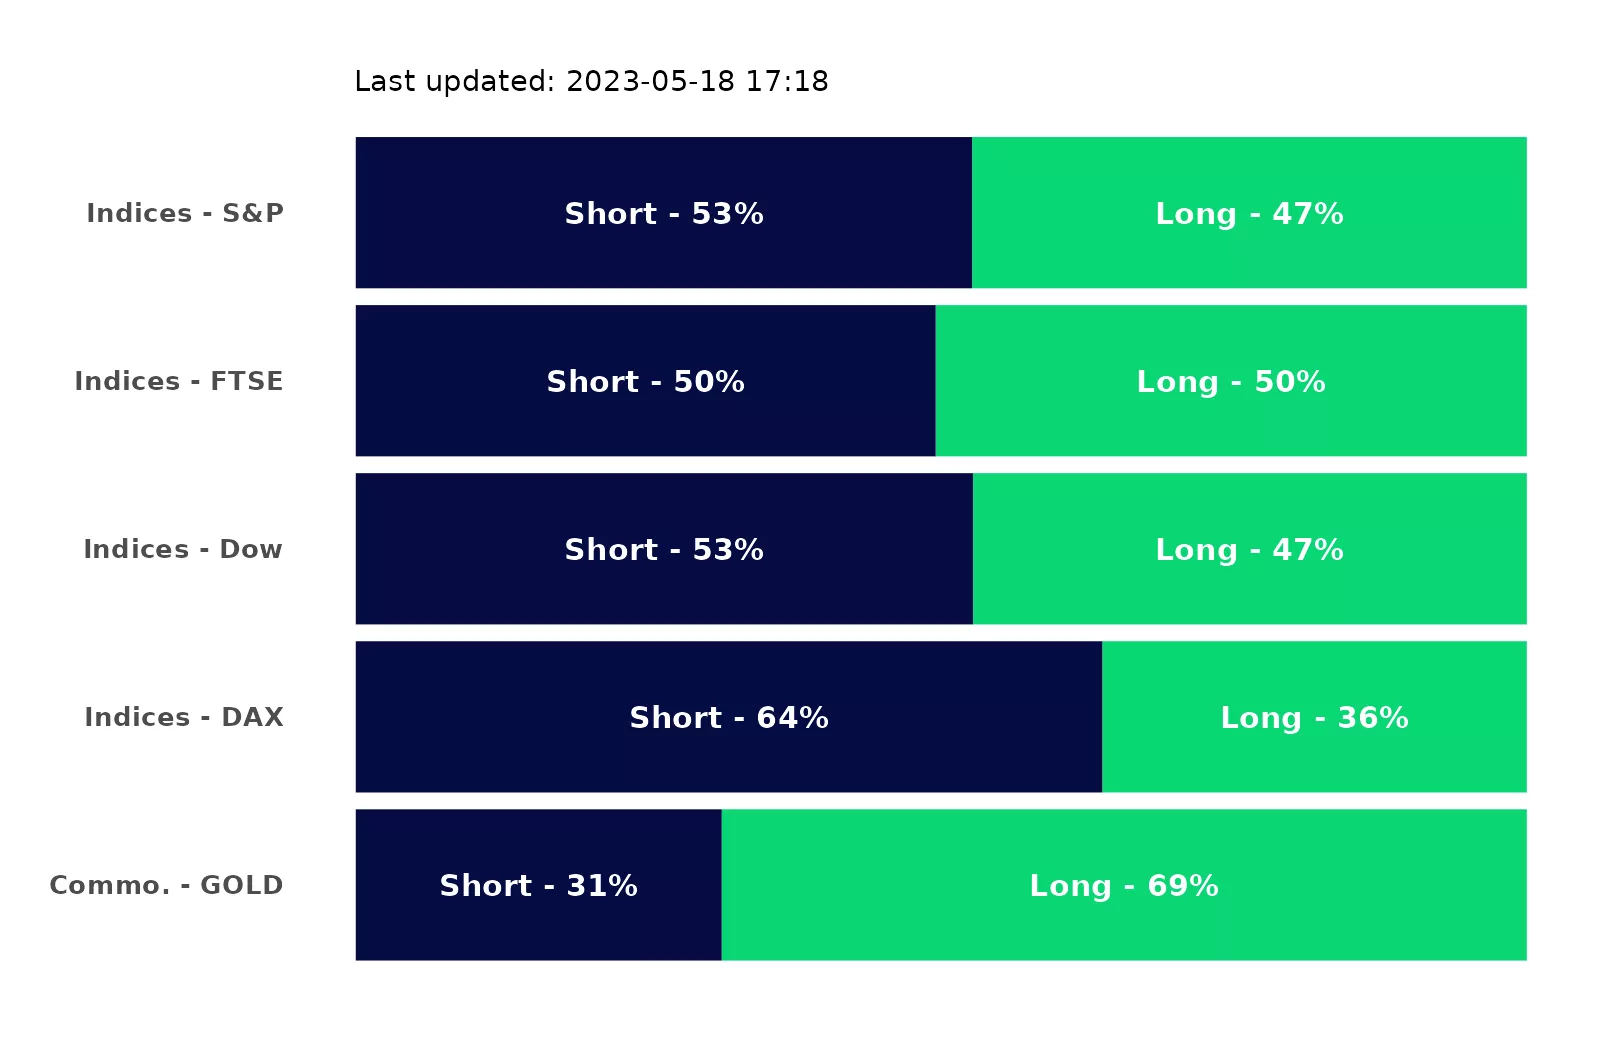 Last updated: 2023-05-18 17:18
Indices - S&P Short - 53% Long - 47%
Indices - FTSE Short - 50% Long - 50%
Indices - Dow Short - 53% Long - 47%
Indices - DAX Short - 64% Long - 36%
Commo. - GOLD Short - 31% Long - 69%